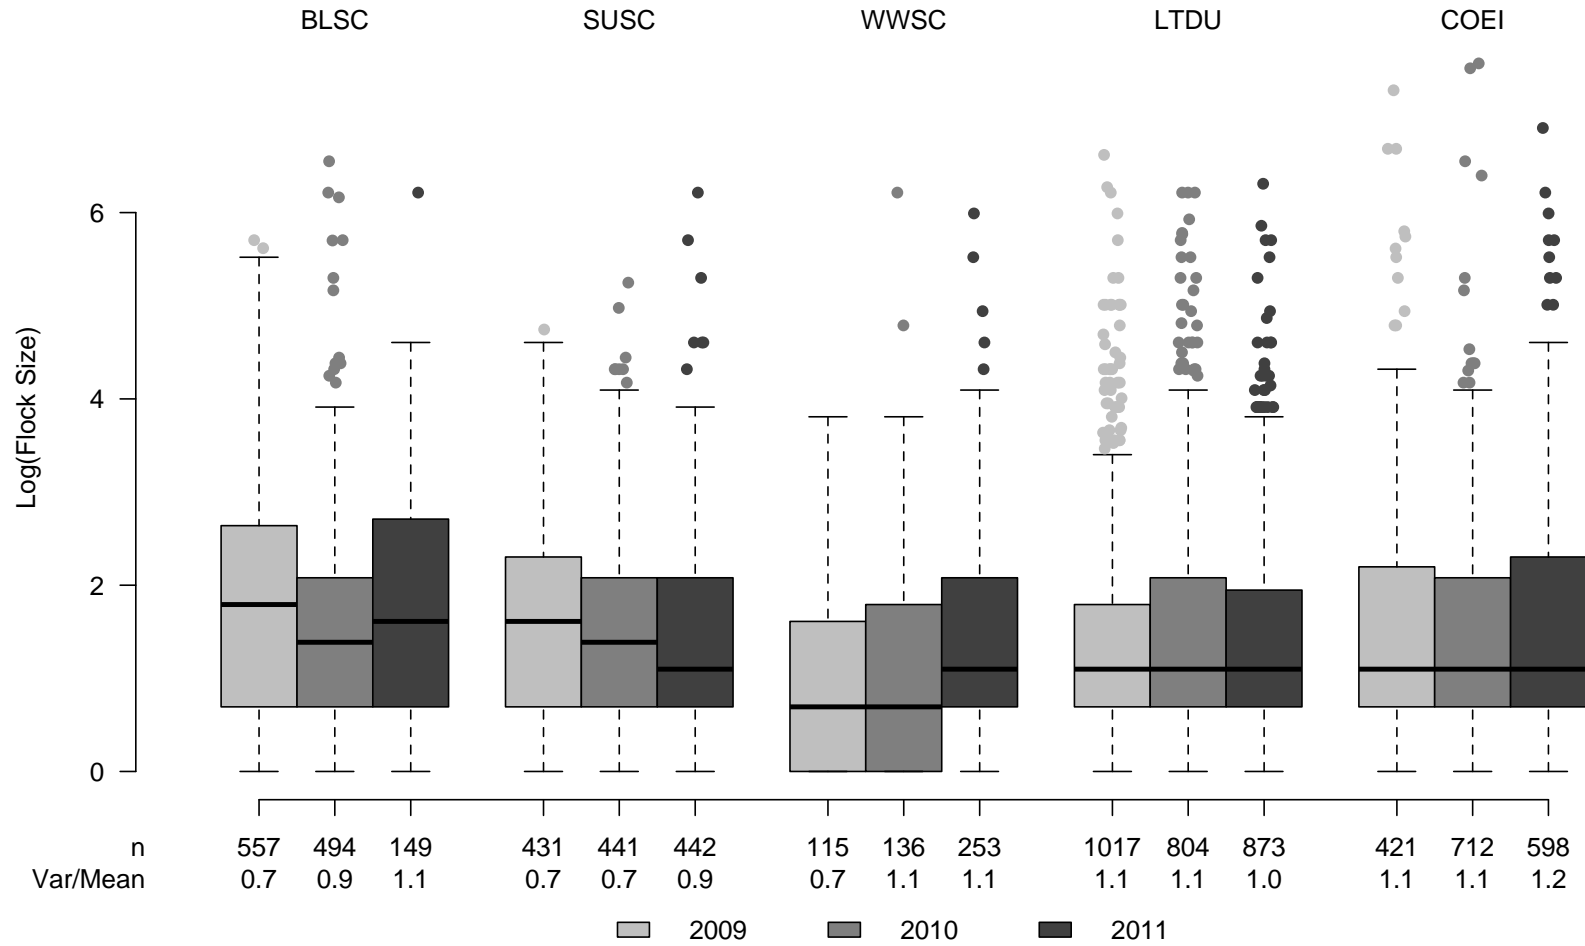 BLSC SUSC WWSC LTDU COEI
Log(Flock Size)
6
4
2
0
n 557 494 149 431 441 442 115 136 253 1017 804 873 421 712 598
Var/Mean 0.7 0.9 1.1 0.7 0.7 0.9 0.7 1.1 1.1 1.1 1.1 1.0 1.1 1.1 1.2
2009 2010 2011